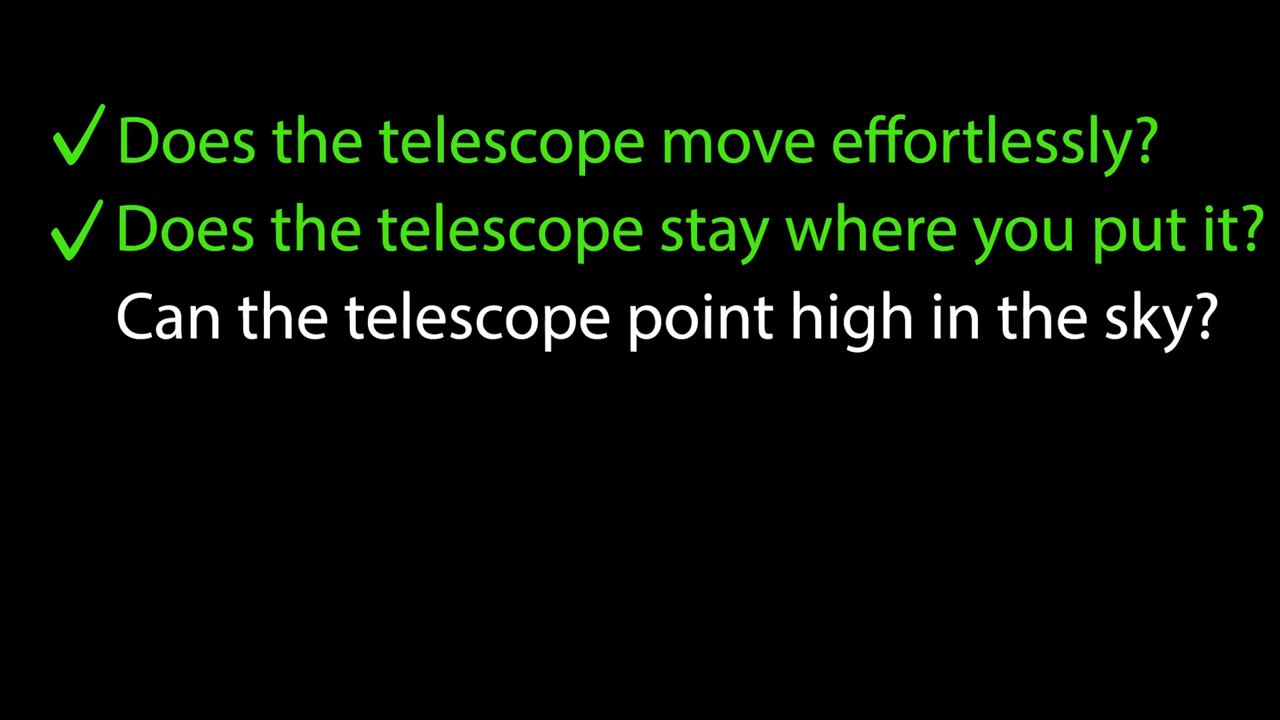 ✓ Does the telescope move effortlessly?
✓ Does the telescope stay where you put it?
Can the telescope point high in the sky?